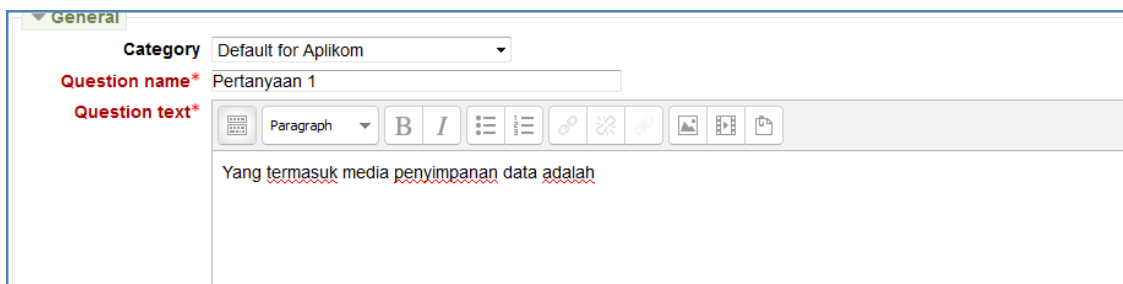 General
Category Default for Aplikom
Question name* Pertanyaan 1
Question text*
Paragraph B I
Yang termasuk media penyimpanan data adalah